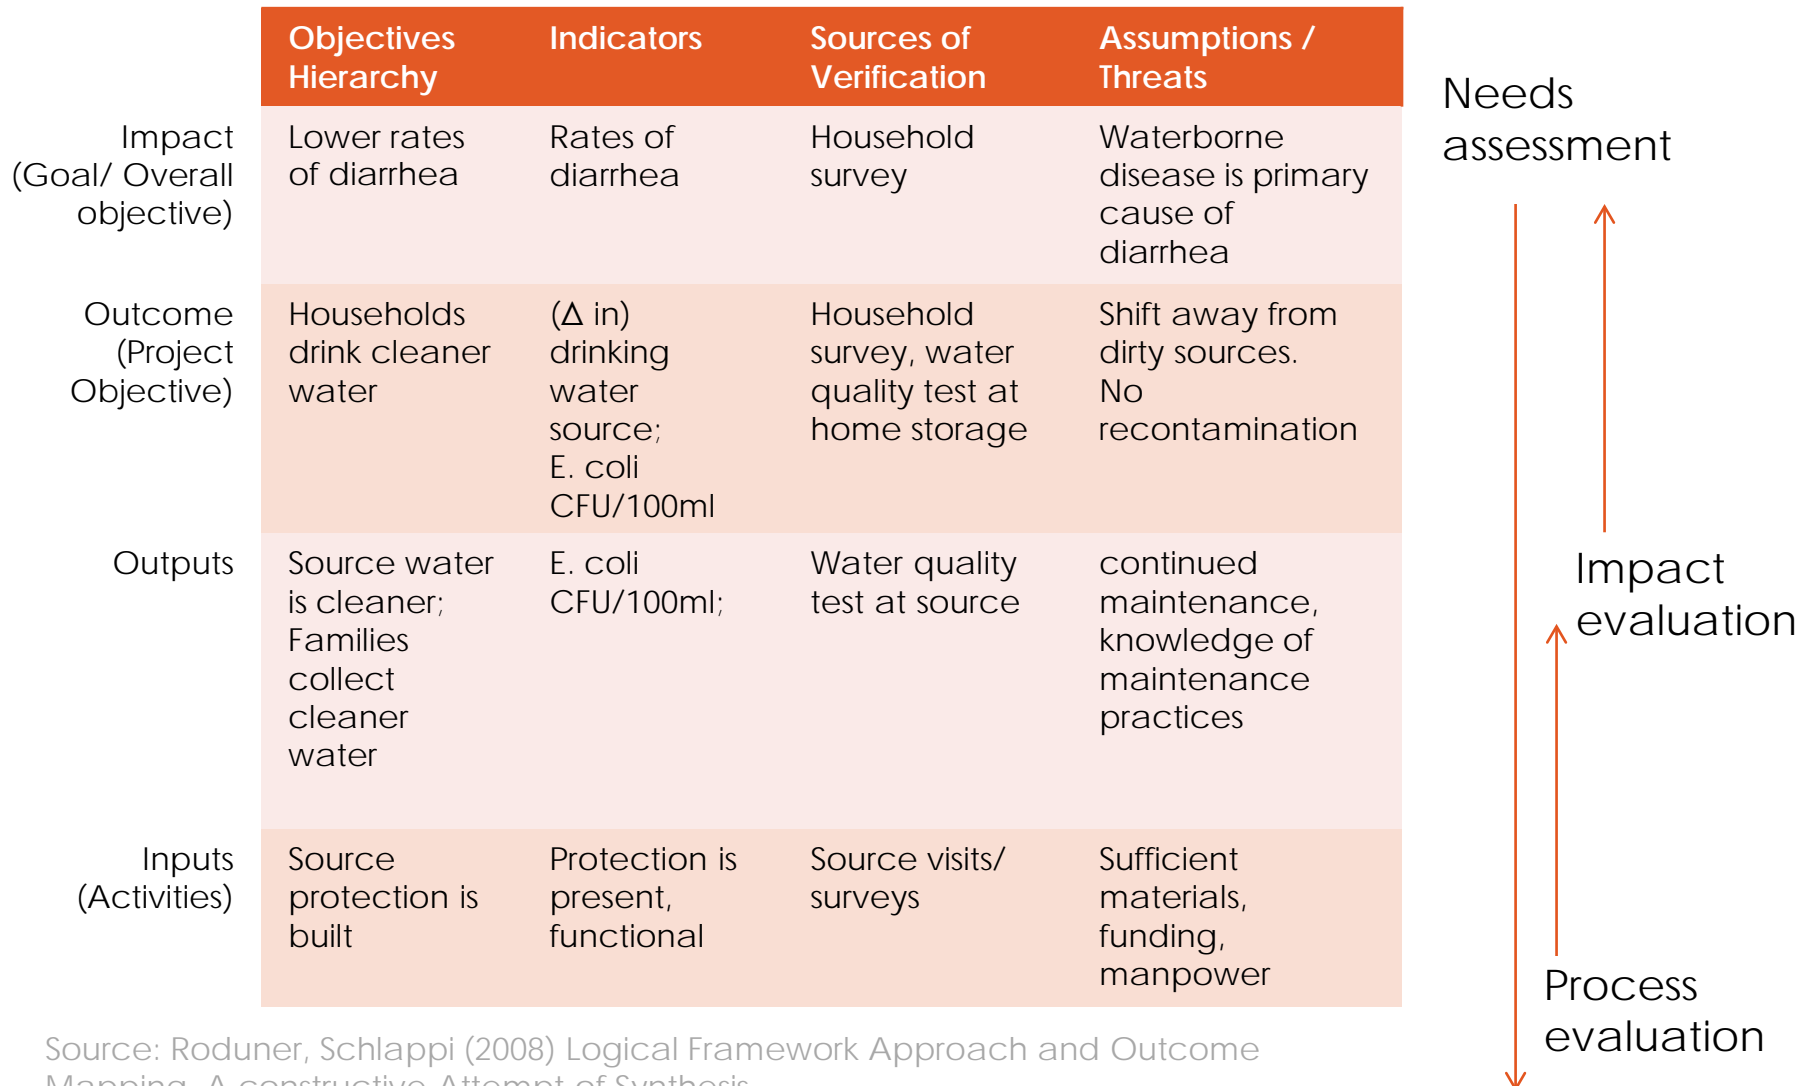 Objectives
Hierarchy
Indicators
Sources of
Verification
Assumptions /
Threats
Impact
(Goal/ Overall
objective)
Lower rates
of diarrhea
Rates of
diarrhea
Household
survey
Waterborne
disease is primary
cause of
diarrhea
Outcome
(Project
Objective)
Households
drink cleaner
water
(Δ in)
drinking
water
source;
E. coli
CFU/100ml
Household
survey, water
quality test at
home storage
Shift away from
dirty sources.
No
recontamination
Outputs
Source water
is cleaner;
Families
collect
cleaner
water
E. coli
CFU/100ml;
Water quality
test at source
continued
maintenance,
knowledge of
maintenance
practices
Inputs
(Activities)
Source
protection is
built
Protection is
present,
functional
Source visits/
surveys
Sufficient
materials,
funding,
manpower
Needs
assessment
Impact
evaluation
Process
evaluation
Source: Roduner, Schlappi (2008) Logical Framework Approach and Outcome
Mapping, A constructive Attempt of Synthesis